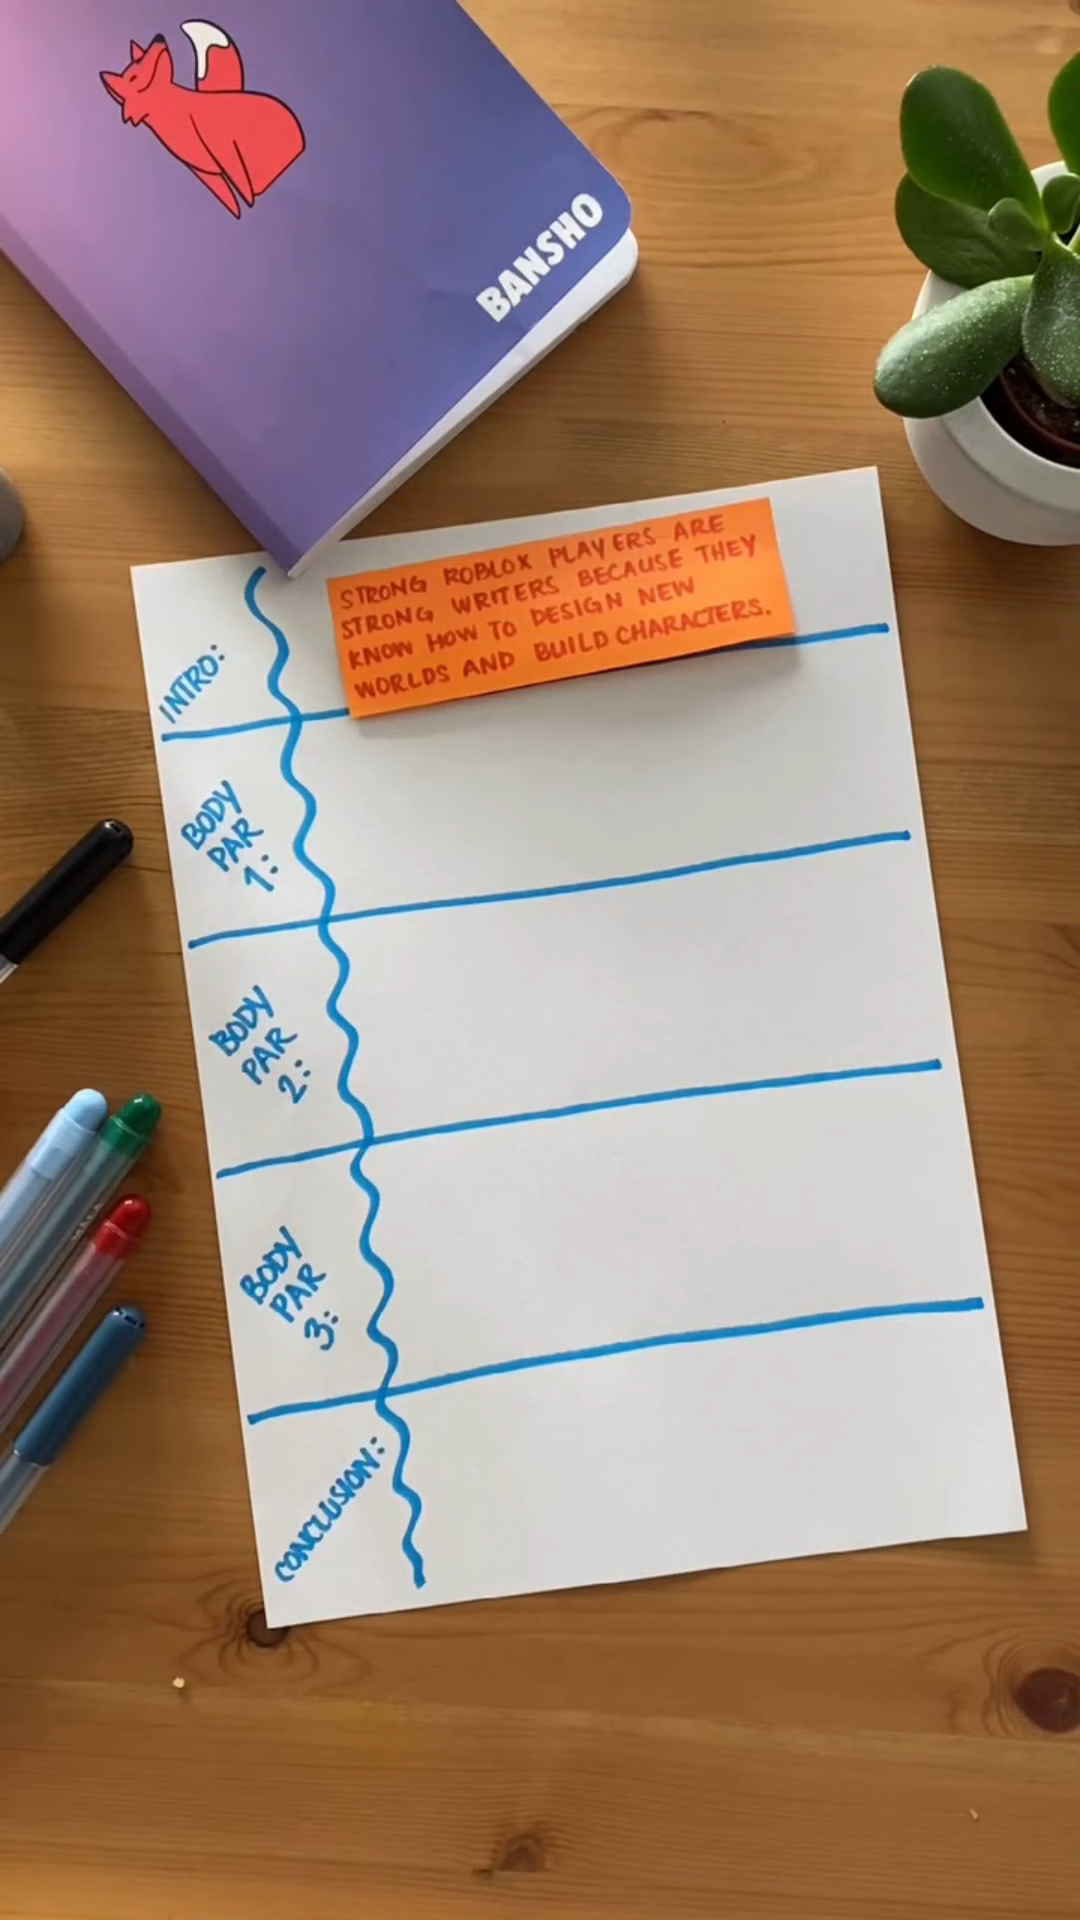 BANSHO
STRONG ROBLOX PLAYERS ARE
STRONG WRITERS BECAUSE THEY
KNOW HOW TO DESIGN NEW
WORLDS AND BUILD CHARACTERS.
INTRO:
BODY
PAR
1:
BODY
PAR
2:
BODY
PAR
3:
CONCLUSION: